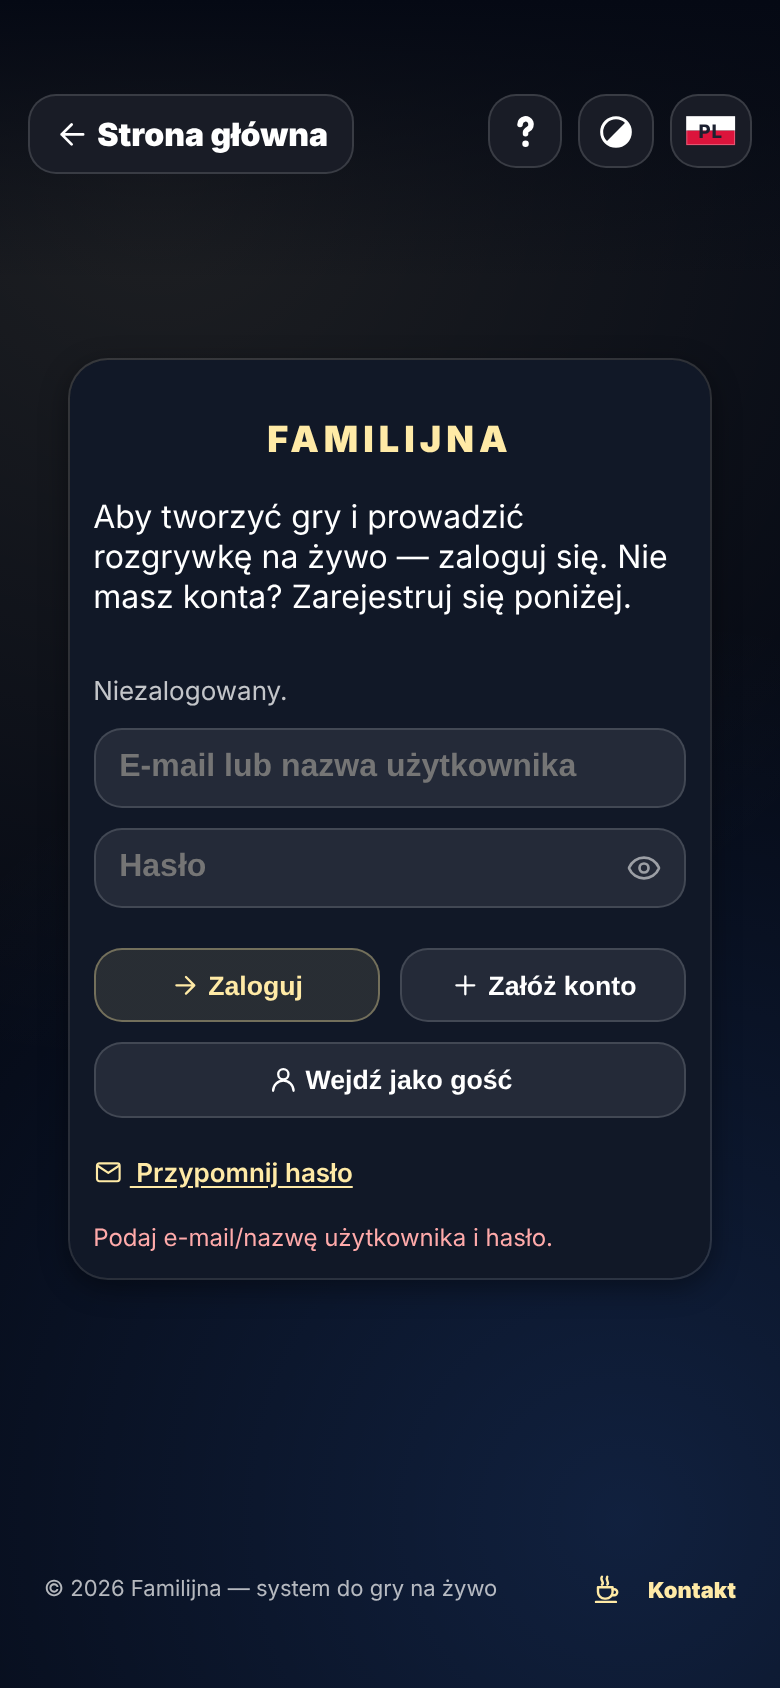 ← Strona główna
?
PL
FAMILIJNA
Aby tworzyć gry i prowadzić
rozgrywkę na żywo — zaloguj się. Nie
masz konta? Zarejestruj się poniżej.
Niezalogowany.
E-mail lub nazwa użytkownika
Hasło
→ Zaloguj
+ Załóż konto
Wejdź jako gość
Przypomnij hasło
Podaj e-mail/nazwę użytkownika i hasło.
© 2026 Familijna — system do gry na żywo
Kontakt